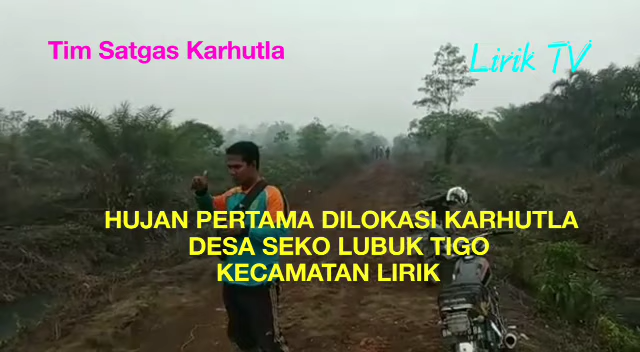 Tim Satgas Karhutla
Lirik TV
HUJAN PERTAMA DILOKASI KARHUTLA
DESA SEKO LUBUK TIGO
KECAMATAN LIRIK